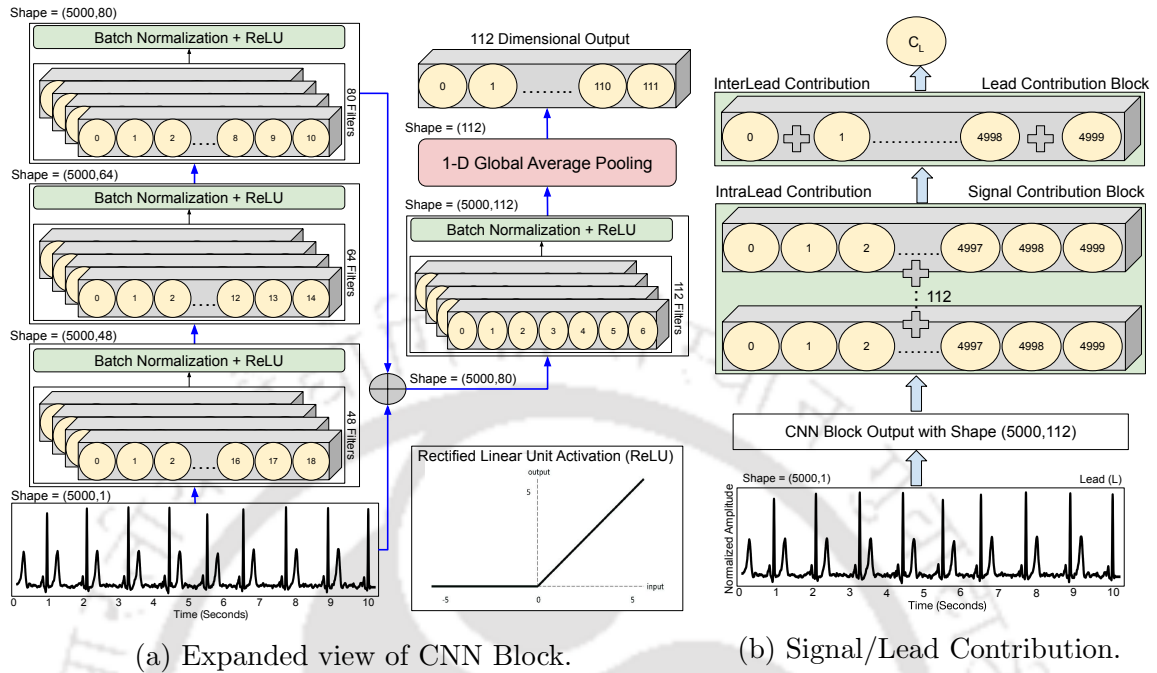 Shape = (5000,80)
Batch Normalization + ReLU
0 1 2 .... 8 9 10
80 Filters
Shape = (5000,64)
Batch Normalization + ReLU
0 1 2 .... 12 13 14
64 Filters
Shape = (5000,48)
Batch Normalization + ReLU
0 1 2 .... 16 17 18
48 Filters
Shape = (5000,1)
0 1 2 3 4 5 6 7 8 9 10
Time (Seconds)
112 Dimensional Output
0 1 ........ 110 111
Shape = (112)
1-D Global Average Pooling
Shape = (5000,112)
Batch Normalization + ReLU
0 1 2 3 4 5 6
112 Filters
Shape = (5000,80)
Rectified Linear Unit Activation (ReLU)
output
5
input
-5 0 5
(a) Expanded view of CNN Block.
C_L
InterLead Contribution Lead Contribution Block
0 1 .............. 4998 4999
IntraLead Contribution Signal Contribution Block
0 1 2 ...... 4997 4998 4999
112
0 1 2 ....... 4997 4998 4999
CNN Block Output with Shape (5000,112)
Shape = (5000,1) Lead (L)
Normalized Amplitude
0 1 2 3 4 5 6 7 8 9 10
Time (Seconds)
(b) Signal/Lead Contribution.